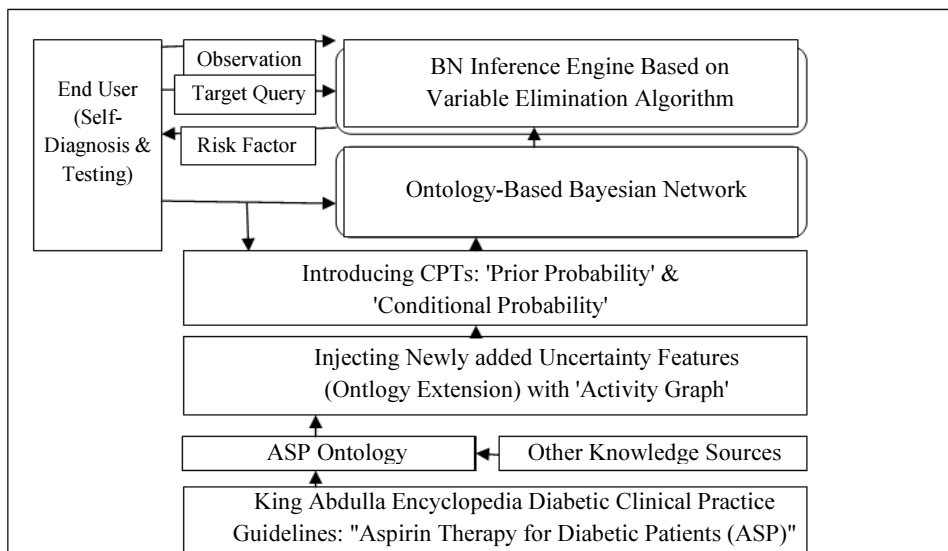 End User
(Self-
Diagnosis &
Testing)
Observation
Target Query
Risk Factor
BN Inference Engine Based on
Variable Elimination Algorithm
Ontology-Based Bayesian Network
Introducing CPTs: 'Prior Probability' &
'Conditional Probability'
Injecting Newly added Uncertainty Features
(Ontlogy Extension) with 'Activity Graph'
ASP Ontology
Other Knowledge Sources
King Abdulla Encyclopedia Diabetic Clinical Practice
Guidelines: "Aspirin Therapy for Diabetic Patients (ASP)"